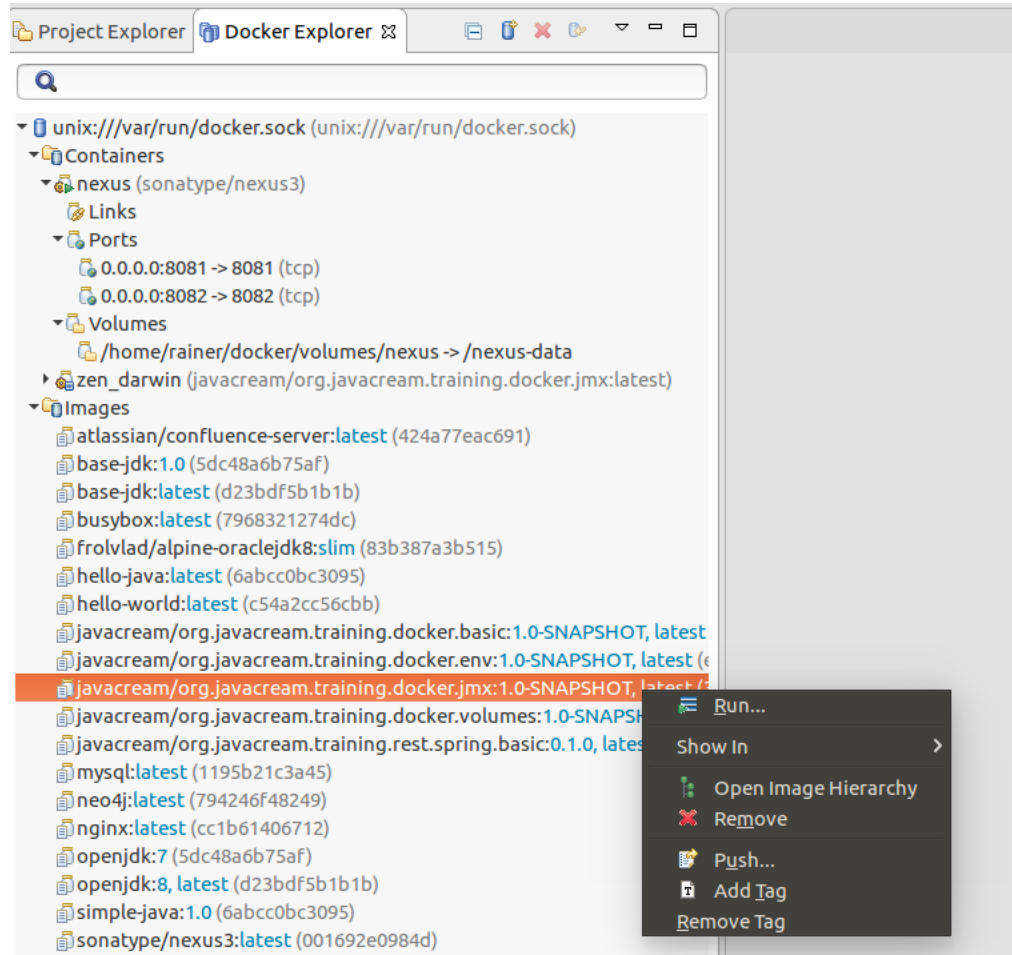 Project Explorer
Docker Explorer
unix:///var/run/docker.sock (unix:///var/run/docker.sock)
Containers
nexus (sonatype/nexus3)
Links
Ports
0.0.0.0:8081 -> 8081 (tcp)
0.0.0.0:8082 -> 8082 (tcp)
Volumes
/home/rainer/docker/volumes/nexus -> /nexus-data
zen_darwin (javacream/org.javacream.training.docker.jmx:latest)
Images
atlassian/confluence-server:latest (424a77eac691)
base-jdk:1.0 (5dc48a6b75af)
base-jdk:latest (d23bdf5b1b1b)
busybox:latest (7968321274dc)
frolvlad/alpine-oraclejdk8:slim (83b387a3b515)
hello-java:latest (6abcc0bc3095)
hello-world:latest (c54a2cc56cbb)
javacream/org.javacream.training.docker.basic:1.0-SNAPSHOT, latest
javacream/org.javacream.training.docker.env:1.0-SNAPSHOT, latest
javacream/org.javacream.training.docker.jmx:1.0-SNAPSHOT, latest
javacream/org.javacream.training.docker.volumes:1.0-SNAPSH
javacream/org.javacream.training.rest.spring.basic:0.1.0, lates
mysql:latest (1195b21c3a45)
neo4j:latest (794246f48249)
nginx:latest (cc1b61406712)
openjdk:7 (5dc48a6b75af)
openjdk:8, latest (d23bdf5b1b1b)
simple-java:1.0 (6abcc0bc3095)
sonatype/nexus3:latest (001692e0984d)
Run...
Show In
Open Image Hierarchy
Remove
Push...
Add Tag
Remove Tag